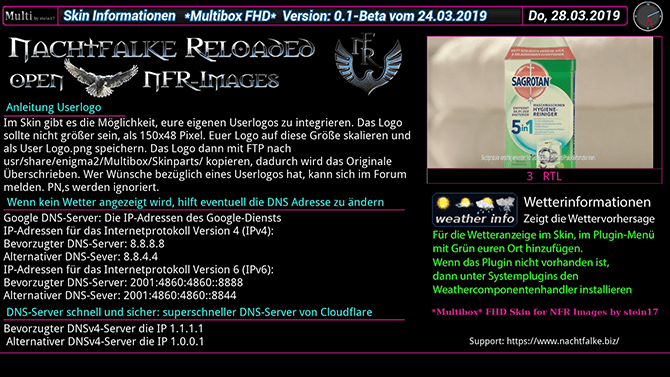 Multi by stein17
Skin Informationen *Multibox FHD* Version: 0.1-Beta vom 24.03.2019
Do, 28.03.2019
Nachtfalke Reloaded
open NFR-Images
NFR
Anleitung Userlogo
Im Skin gibt es die Möglichkeit, eure eigenen Userlogos zu integrieren. Das Logo
sollte nicht größer sein, als 150x48 Pixel. Euer Logo auf diese Größe skalieren und
als User Logo.png speichern. Das Logo dann mit FTP nach
usr/share/enigma2/Multibox/Skinparts/ kopieren, dadurch wird das Originale
Überschrieben. Wer Wünsche bezüglich eines Userlogos hat, kann sich im Forum
melden. PN,s werden ignoriert.
Wenn kein Wetter angezeigt wird, hilft eventuell die DNS Adresse zu ändern
Google DNS-Server: Die IP-Adressen des Google-Diensts
IP-Adressen für das Internetprotokoll Version 4 (IPv4):
Bevorzugter DNS-Server: 8.8.8.8
Alternativer DNS-Sever: 8.8.4.4
IP-Adressen für das Internetprotokoll Version 6 (IPv6):
Bevorzugter DNS-Server: 2001:4860:4860::8888
Alternativer DNS-Sever: 2001:4860:4860::8844
DNS-Server schnell und sicher: superschneller DNS-Server von Cloudflare
Bevorzugter DNSv4-Server die IP 1.1.1.1
Alternativer DNSv4-Server die IP 1.0.0.1
SAGROTAN
WASCHMASCHINEN
HYGIENE-
REINIGER
5in1
3 RTL
weather info
Wetterinformationen
Zeigt die Wettervorhersage
Für die Wetteranzeige im Skin, im Plugin-Menü
mit Grün euren Ort hinzufügen.
Wenn das Plugin nicht vorhanden ist,
dann unter Systemplugins den
Weathercomponentenhandler installieren
*Multibox* FHD Skin for NFR Images by stein17
Support: https://www.nachtfalke.biz/